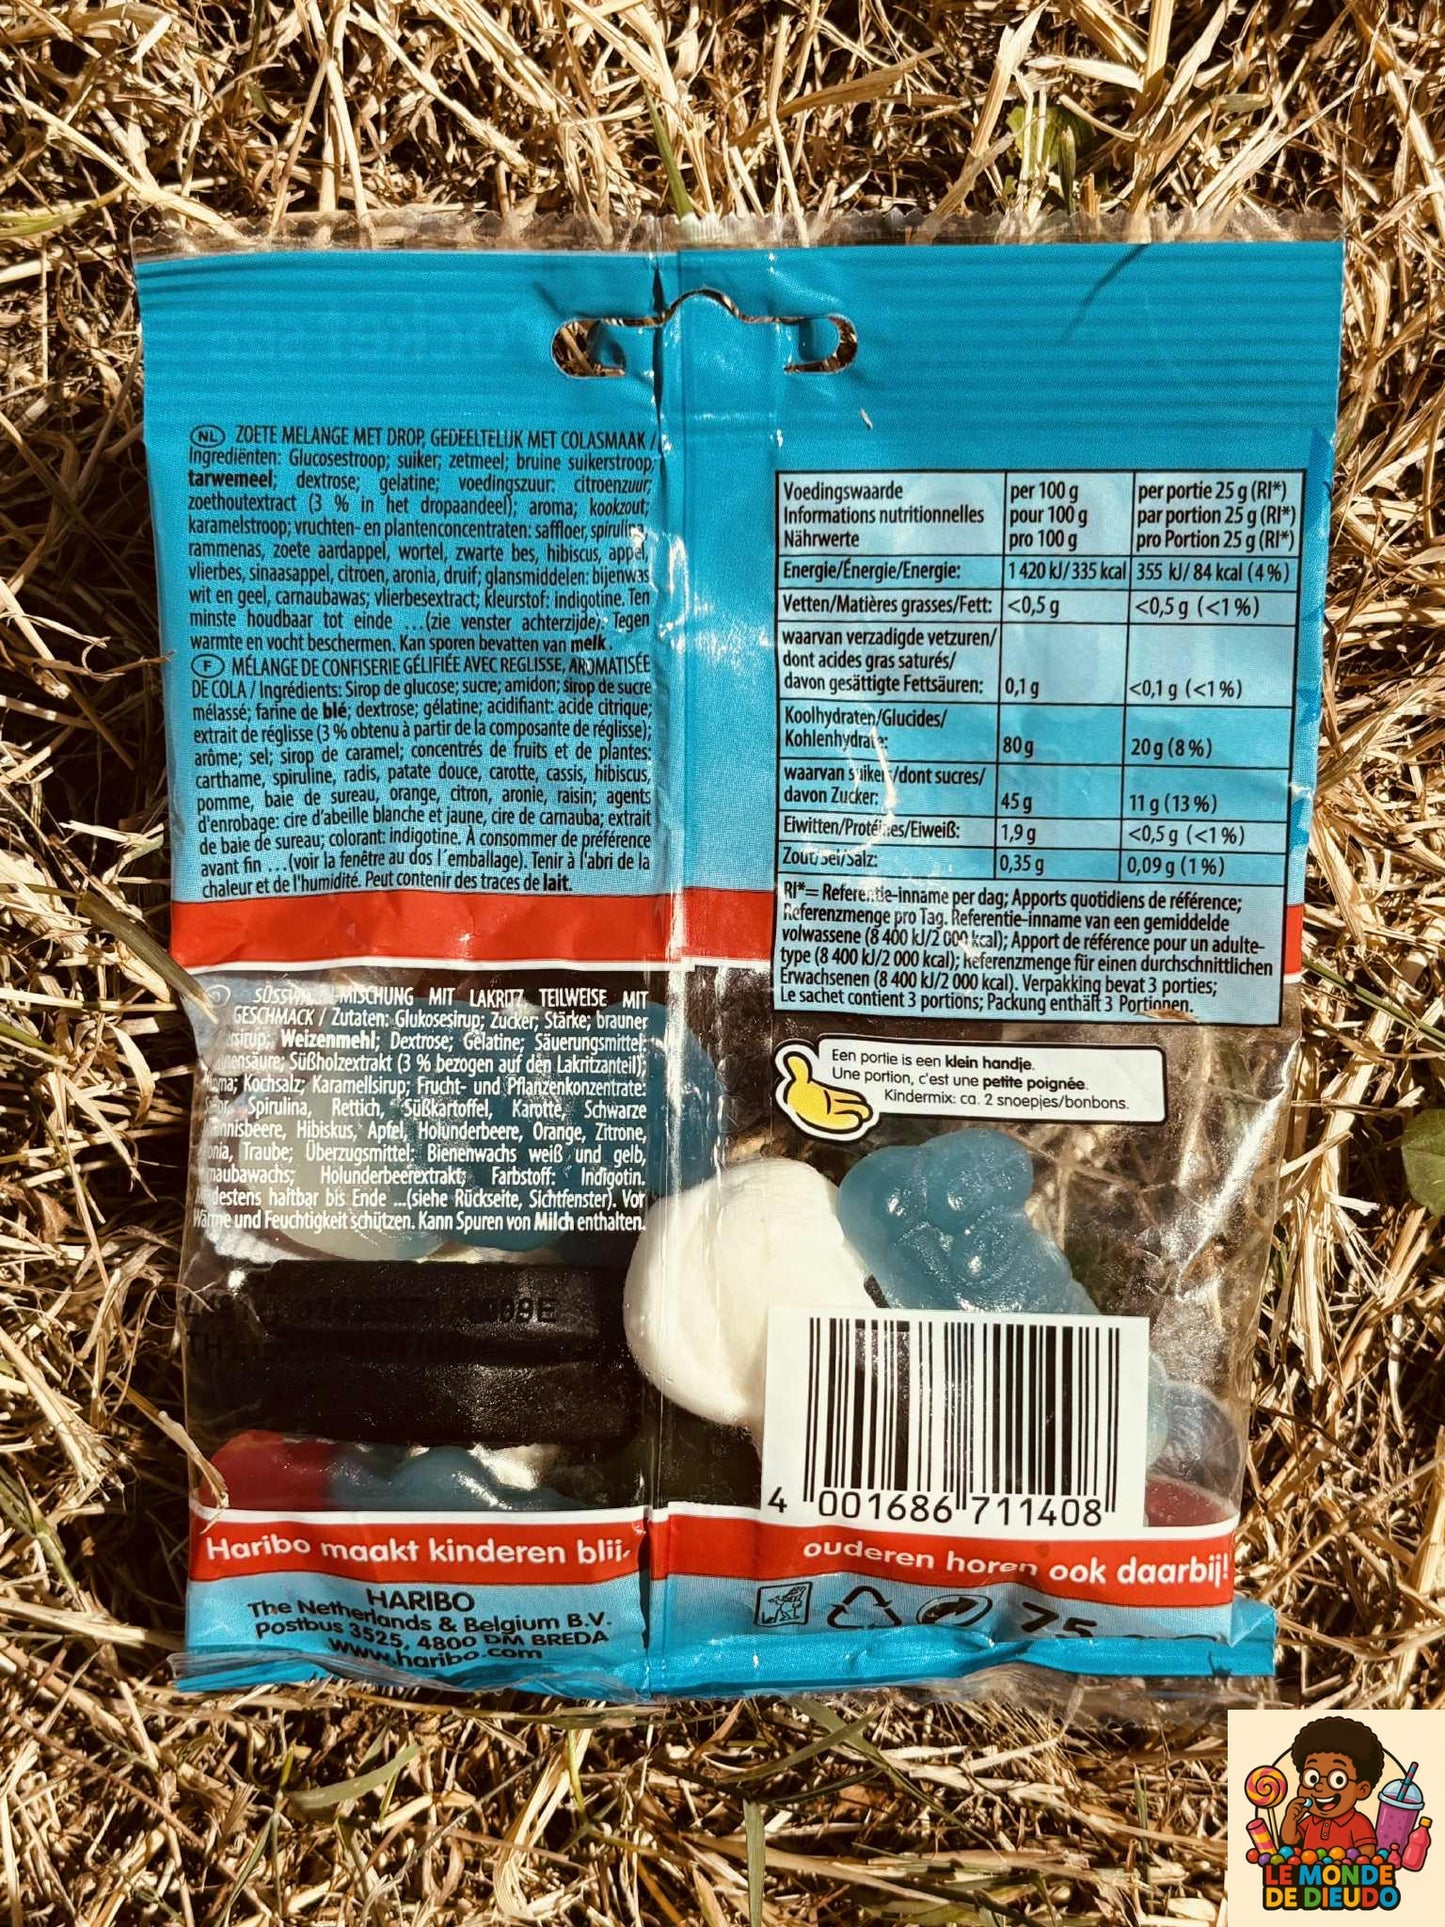 NL ZOETE MELANGE MET DROP, GEDEELTELIJK MET COLASMAAK /
Ingrediënten: Glucosestroop; suiker; zetmeel; bruine suikerstroop;
tarwemeel; dextrose; gelatine; voedingszuur: citroenzuur;
zoethoutextract (3 % in het dropaandeel); aroma; kookzout;
karamelstroop; vruchten- en plantenconcentraten: saffloer, spirulina,
rammenas, zoete aardappel, wortel, zwarte bes, hibiscus, appel,
vlierbes, sinaasappel, citroen, aronia, druif; glansmiddelen: bijenwas
wit en geel, carnaubawas; vlierbesextract; kleurstof: indigotine. Ten
minste houdbaar tot einde ...(zie venster achterzijde). Tegen
warmte en vocht beschermen. Kan sporen bevatten van melk.
F MÉLANGE DE CONFISERIE GÉLIFIÉE AVEC REGLISSE, AROMATISÉE
DE COLA / Ingrédients: Sirop de glucose; sucre; amidon; sirop de sucre
mélassé; farine de blé; dextrose; gélatine; acidifiant: acide citrique;
extrait de réglisse (3 % obtenu à partir de la composante de réglisse);
arôme; sel; sirop de caramel; concentrés de fruits et de plantes:
carthame, spiruline, radis, patate douce, carotte, cassis, hibiscus,
pomme, baie de sureau, orange, citron, aronie, raisin; agents
d'enrobage: cire d'abeille blanche et jaune, cire de carnauba; extrait
de baie de sureau; colorant: indigotine. À consommer de préférence
avant fin ...(voir la fenêtre au dos l'emballage). Tenir à l'abri de la
chaleur et de l'humidité. Peut contenir des traces de lait.
MISCHUNG MIT LAKRITZ, TEILWEISE MIT
GESCHMACK / Zutaten: Glukosesirup; Zucker; Stärke; brauner
Weizenmehl; Dextrose; Gelatine; Säuerungsmittel:
Süßholzextrakt (3 % bezogen auf den Lakritzanteil);
Kochsalz; Karamellsirup; Frucht- und Pflanzenkonzentrate:
Spirulina, Rettich, Süßkartoffel, Karotte, Schwarze
Hibiskus, Apfel, Holunderbeere, Orange, Zitrone,
Traube; Überzugsmittel: Bienenwachs weiß und gelb,
Holunderbeerextrakt; Farbstoff: Indigotin.
haltbar bis Ende ...(siehe Rückseite, Sichtfenster). Vor
Wärme und Feuchtigkeit schützen. Kann Spuren von Milch enthalten.
Voedingswaarde per 100 g per portie 25 g (RI*)
Informations nutritionnelles pour 100 g par portion 25 g (RI*)
Nährwerte pro 100 g pro Portion 25 g (RI*)
Energie/Énergie/Energie: 1 420 kJ/ 335 kcal 355 kJ/ 84 kcal (4 %)
Vetten/Matières grasses/Fett: <0,5 g <0,5 g (<1 %)
waarvan verzadigde vetzuren/
dont acides gras saturés/
davon gesättigte Fettsäuren: 0,1 g <0,1 g (<1 %)
Koolhydraten/Glucides/
Kohlenhydrate: 80 g 20 g (8 %)
waarvan suiker/dont sucres/
davon Zucker: 45 g 11 g (13 %)
Eiwitten/Protéines/Eiweiß: 1,9 g <0,5 g (<1 %)
Zout/Sel/Salz: 0,35 g 0,09 g (1 %)
RI*= Referentie-inname per dag; Apports quotidiens de référence;
Referenzmenge pro Tag. Referentie-inname van een gemiddelde
volwassene (8 400 kJ/2 000 kcal); Apport de référence pour un adulte-
type (8 400 kJ/2 000 kcal); Referenzmenge für einen durchschnittlichen
Erwachsenen (8 400 kJ/2 000 kcal). Verpakking bevat 3 porties;
Le sachet contient 3 portions; Packung enthält 3 Portionen.
Een portie is een klein handje.
Une portion, c'est une petite poignée.
Kindermix: ca. 2 snoepjes/bonbons.
4 001686 711408
Haribo maakt kinderen blij,
ouderen horen ook daarbij!
HARIBO
The Netherlands & Belgium B.V.
Postbus 3525, 4800 DM BREDA
www.haribo.com
75
LE MONDE
DE DIEUDO